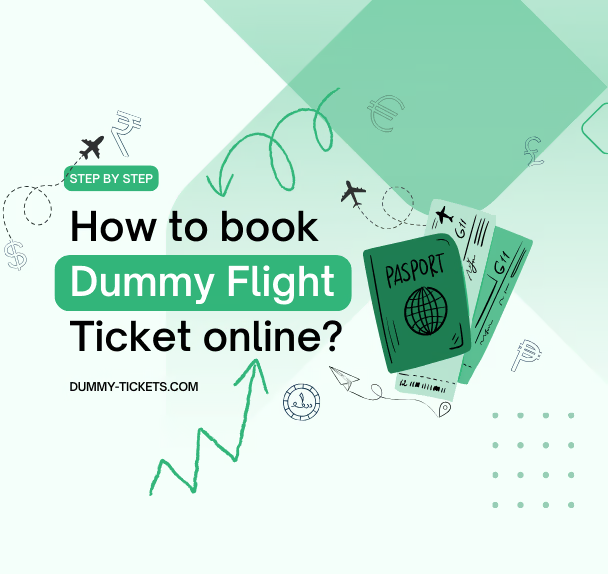 STEP BY STEP
How to book
Dummy Flight
Ticket online?
DUMMY-TICKETS.COM
PASPORT
G11
G11